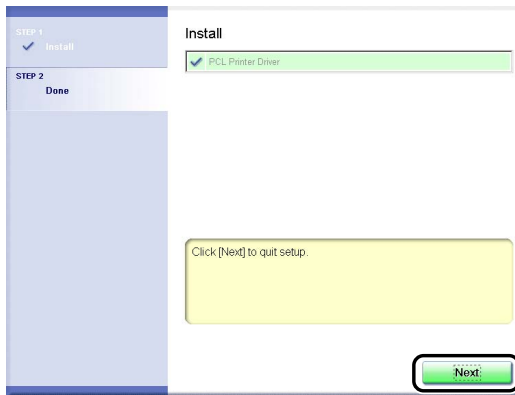 STEP 1
Install
STEP 2
Done
Install
PCL Printer Driver
Click [Next] to quit setup.
Next